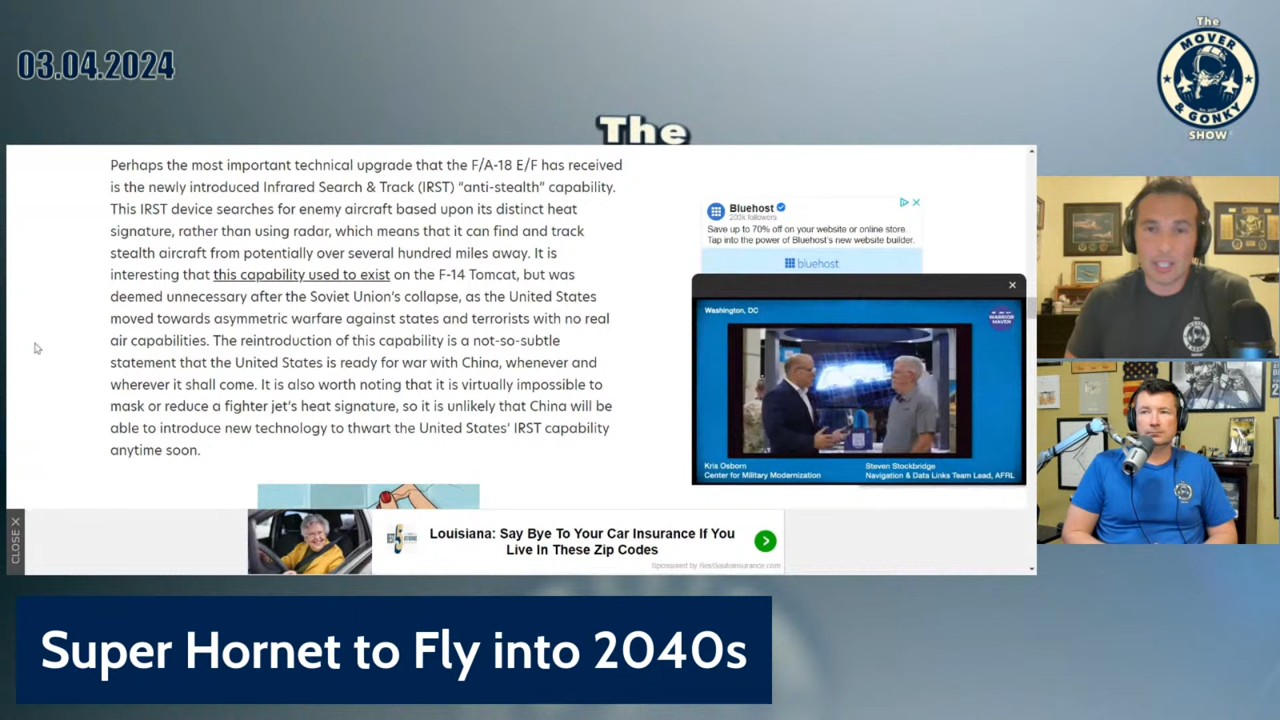 03.04.2024
The
MOVER
& GONKY
SHOW
The
Perhaps the most important technical upgrade that the F/A-18 E/F has received
is the newly introduced Infrared Search & Track (IRST) “anti-stealth” capability.
This IRST device searches for enemy aircraft based upon its distinct heat
signature, rather than using radar, which means that it can find and track
stealth aircraft from potentially over several hundred miles away. It is
interesting that this capability used to exist on the F-14 Tomcat, but was
deemed unnecessary after the Soviet Union’s collapse, as the United States
moved towards asymmetric warfare against states and terrorists with no real
air capabilities. The reintroduction of this capability is a not-so-subtle
statement that the United States is ready for war with China, whenever and
wherever it shall come. It is also worth noting that it is virtually impossible to
mask or reduce a fighter jet’s heat signature, so it is unlikely that China will be
able to introduce new technology to thwart the United States’ IRST capability
anytime soon.
Bluehost
200k followers
Save up to 70% off on your website or online store.
Tap into the power of Bluehost's new website builder.
bluehost
Washington, DC
WARRIOR
MAVEN
Kris Osborn
Center for Military Modernization
Steven Stockbridge
Navigation & Data Links Team Lead, AFRL
CLOSE X
Louisiana: Say Bye To Your Car Insurance If You
Live In These Zip Codes
Super Hornet to Fly into 2040s